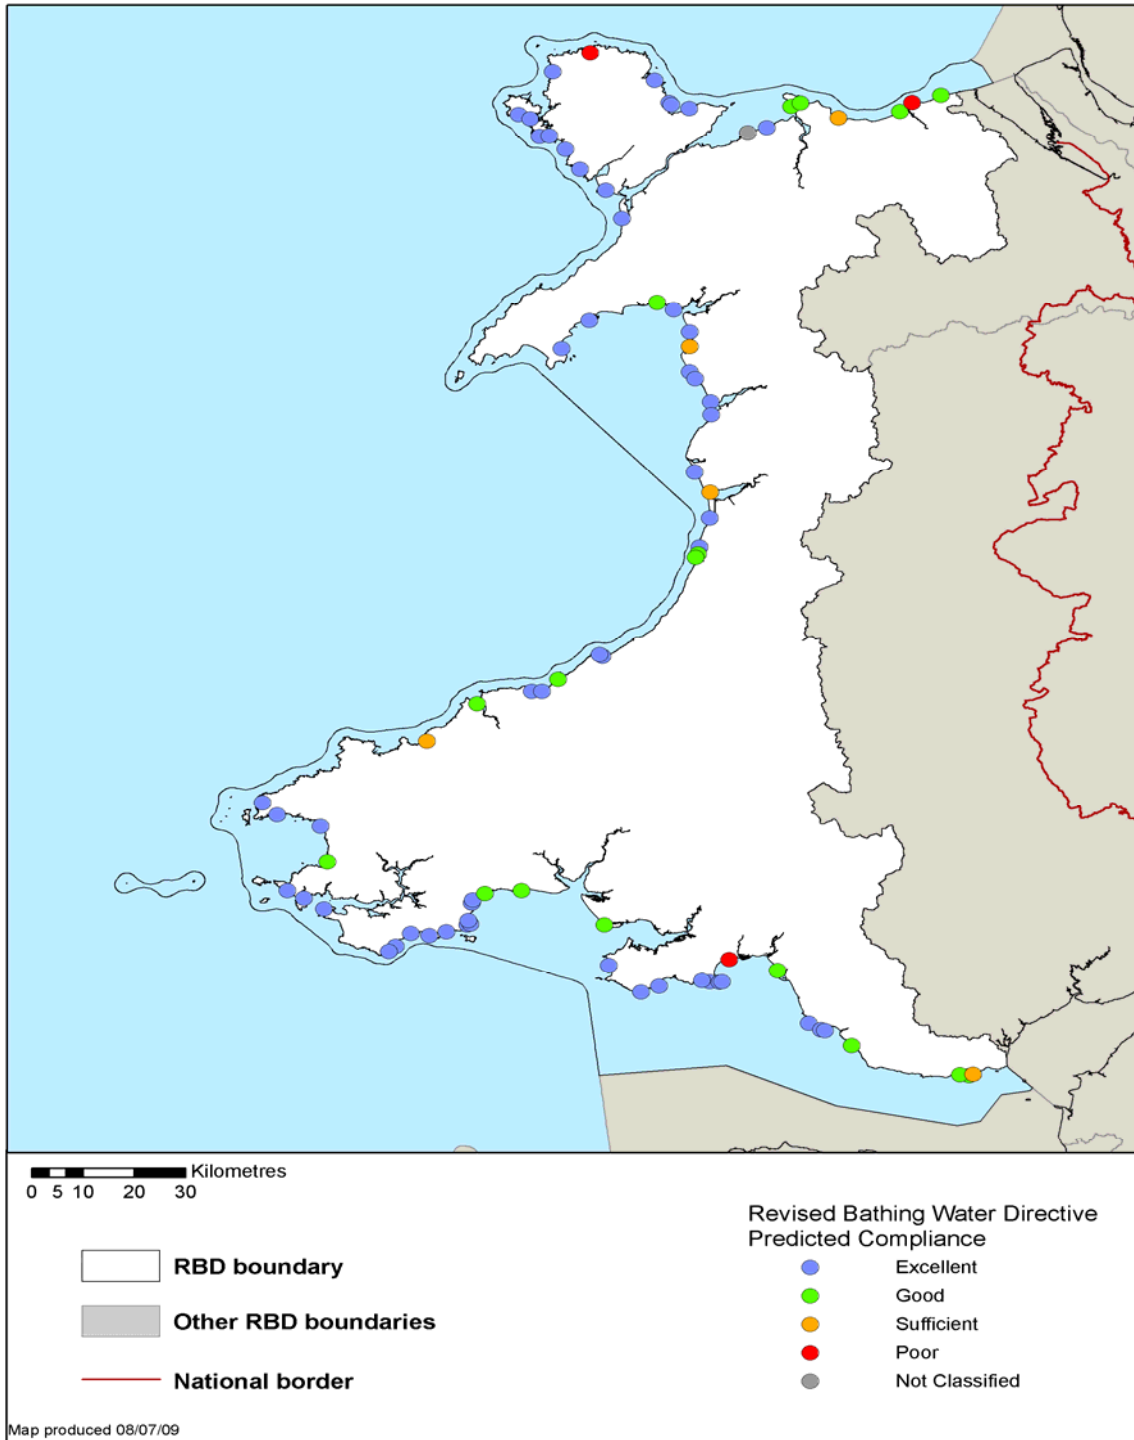 Kilometres
0 5 10 20 30
RBD boundary
Other RBD boundaries
National border
Revised Bathing Water Directive
Predicted Compliance
Excellent
Good
Sufficient
Poor
Not Classified
Map produced 08/07/09